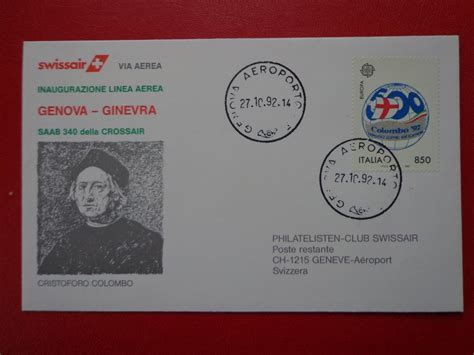 swissair
VIA AEREA
INAUGURAZIONE LINEA AEREA
GENOVA – GINEVRA
SAAB 340 della CROSSAIR
CRISTOFORO COLOMBO
GENOVA AEROPORTO
27.10.92.14
EUROPA
500
Colombo '92
ITALIA 850
GENOVA AEROPORTO
27.10.92.14
PHILATELISTEN-CLUB SWISSAIR
Poste restante
CH-1215 GENEVE-Aéroport
Svizzera